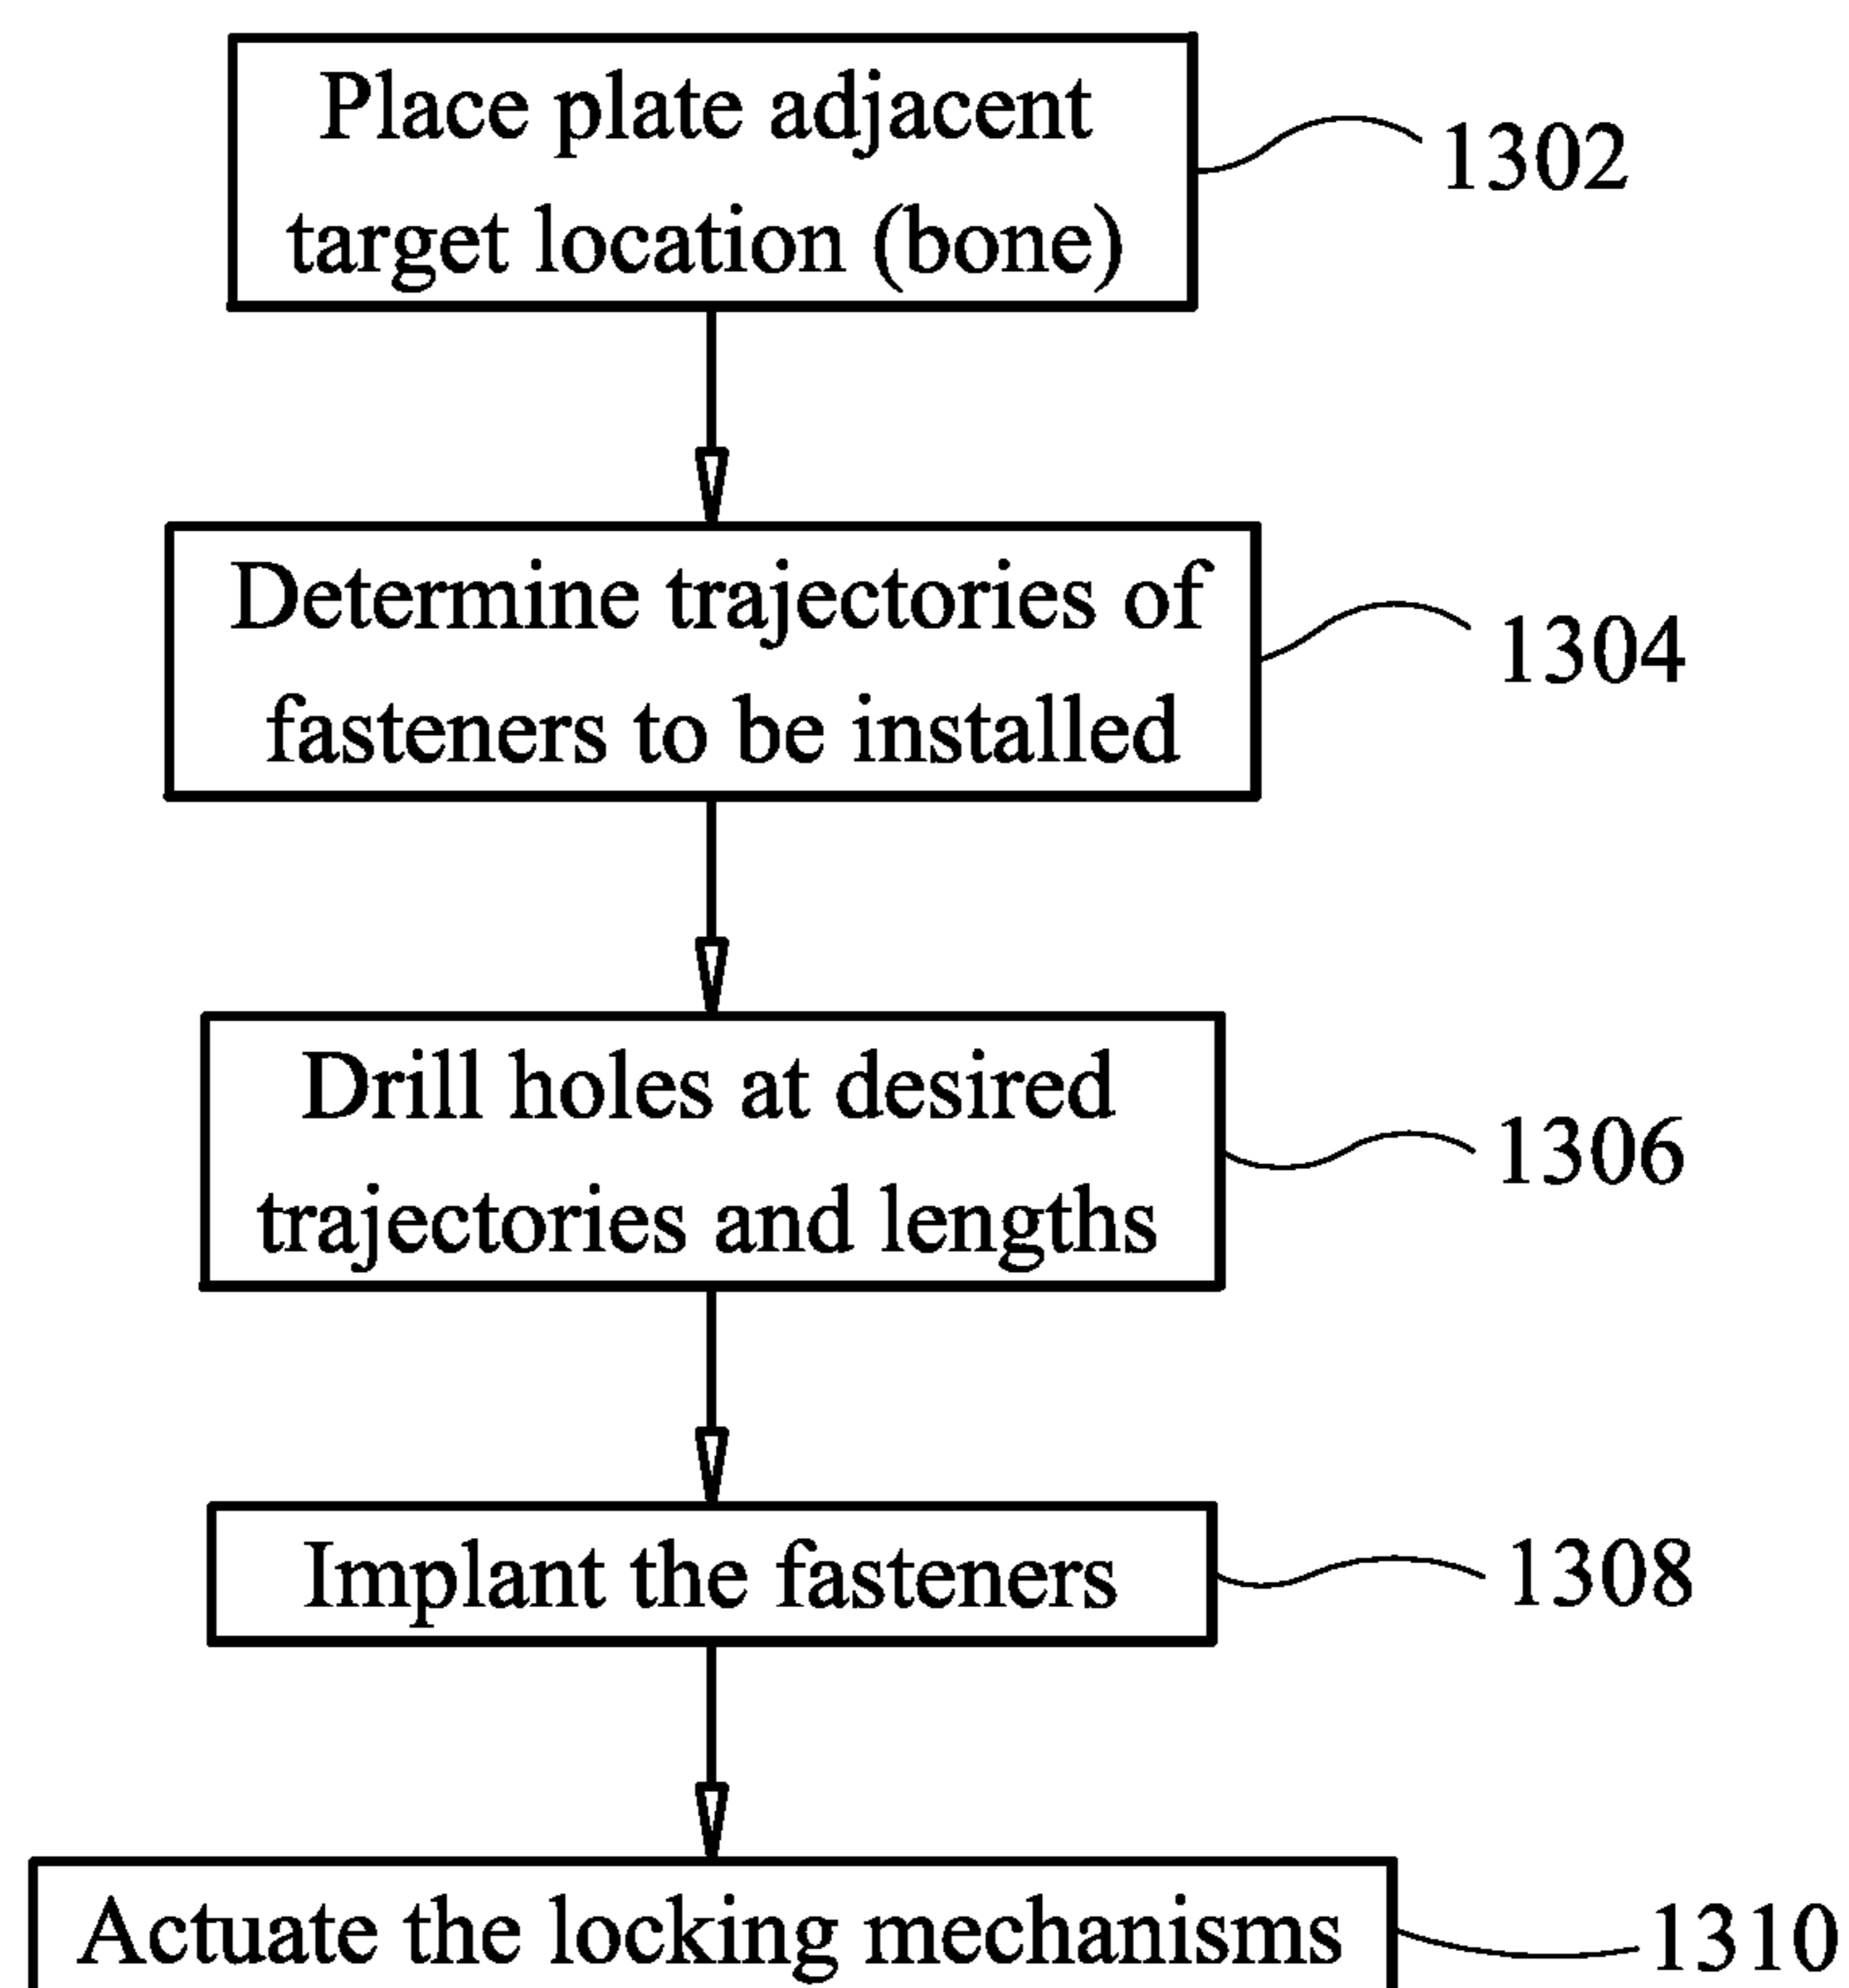 Place plate adjacent
target location (bone)
1302
Determine trajectories of
fasteners to be installed
1304
Drill holes at desired
trajectories and lengths
1306
Implant the fasteners
1308
Actuate the locking mechanisms
1310